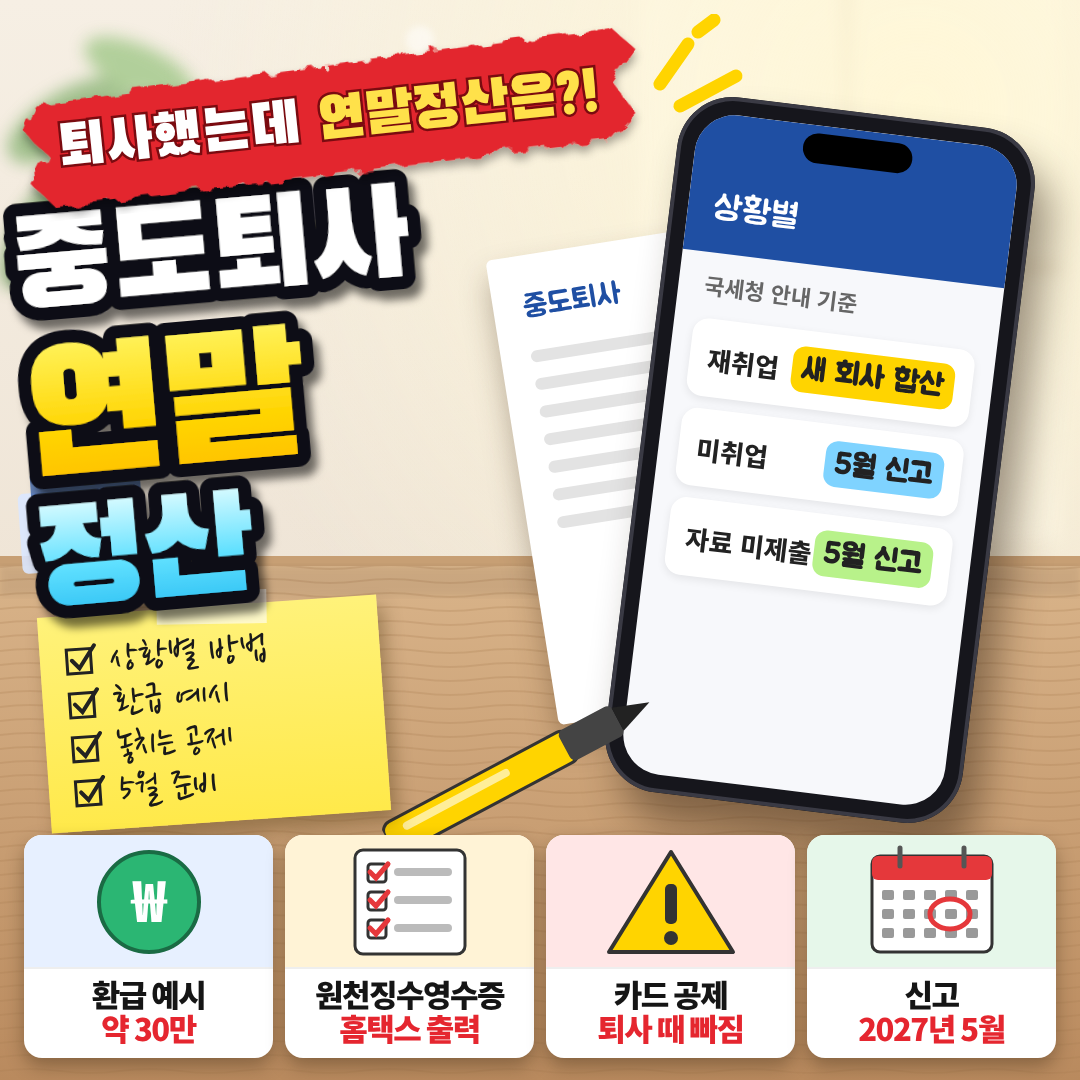 퇴사했는데 연말정산은?!
중도퇴사
연말
정산
중도퇴사
상황별
국세청 안내 기준
재취업 새 회사 합산
미취업 5월 신고
자료 미제출 5월 신고
상황별 방법
환급 예시
놓치는 공제
5월 준비
₩
환급 예시
약 30만
원천징수영수증
홈택스 출력
카드 공제
퇴사 때 빠짐
신고
2027년 5월